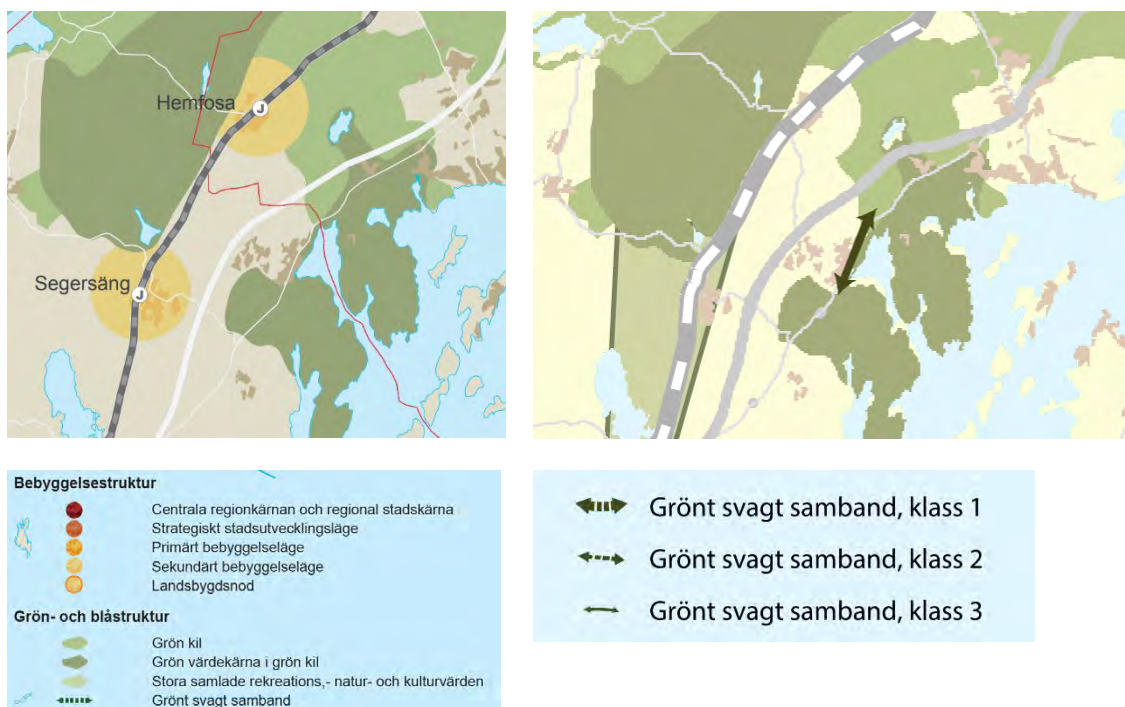 Hemfosa
J
Segersäng
J
Bebyggelsestruktur
Centrala regionkärnan och regional stadskärna
Strategiskt stadsutvecklingsläge
Primärt bebyggelseläge
Sekundärt bebyggelseläge
Landsbygdsnod
Grön- och blåstruktur
Grön kil
Grön värdekärna i grön kil
Stora samlade rekreations,- natur- och kulturvärden
Grönt svagt samband
Grönt svagt samband, klass 1
Grönt svagt samband, klass 2
Grönt svagt samband, klass 3